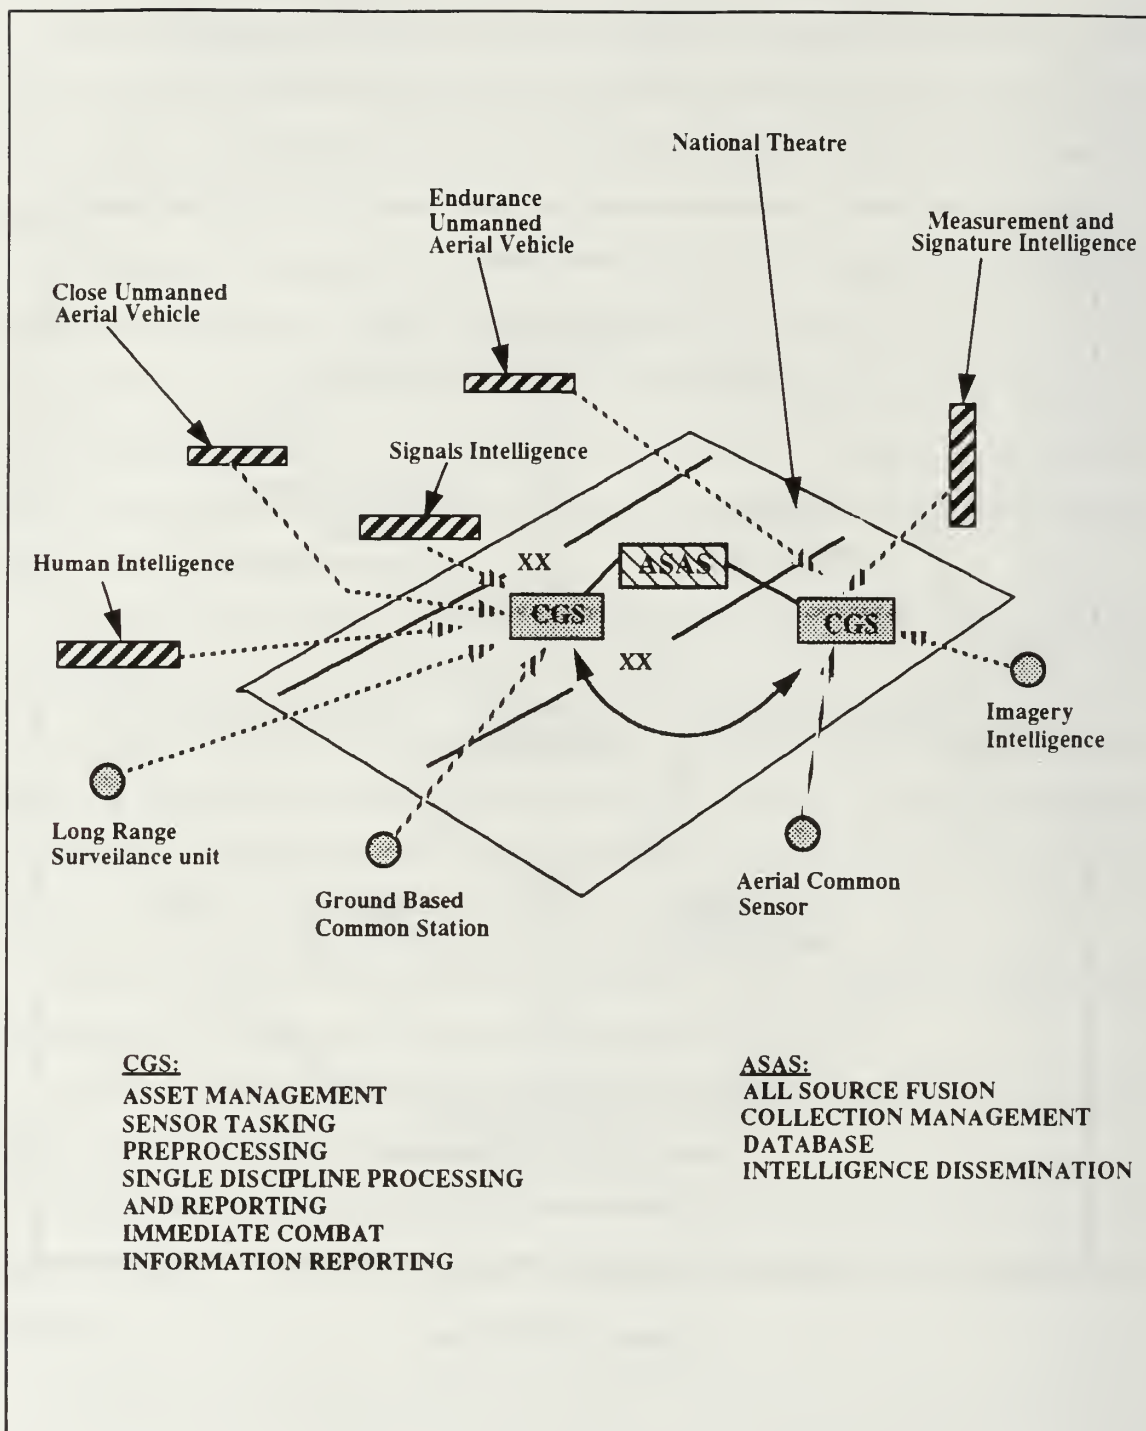 National Theatre
Endurance
Unmanned
Aerial Vehicle
Measurement and
Signature Intelligence
Close Unmanned
Aerial Vehicle
Signals Intelligence
Human Intelligence
XX
ASAS
CGS
CGS
XX
Imagery
Intelligence
Long Range
Surveilance unit
Ground Based
Common Station
Aerial Common
Sensor
CGS:
ASSET MANAGEMENT
SENSOR TASKING
PREPROCESSING
SINGLE DISCIPLINE PROCESSING
AND REPORTING
IMMEDIATE COMBAT
INFORMATION REPORTING
ASAS:
ALL SOURCE FUSION
COLLECTION MANAGEMENT
DATABASE
INTELLIGENCE DISSEMINATION